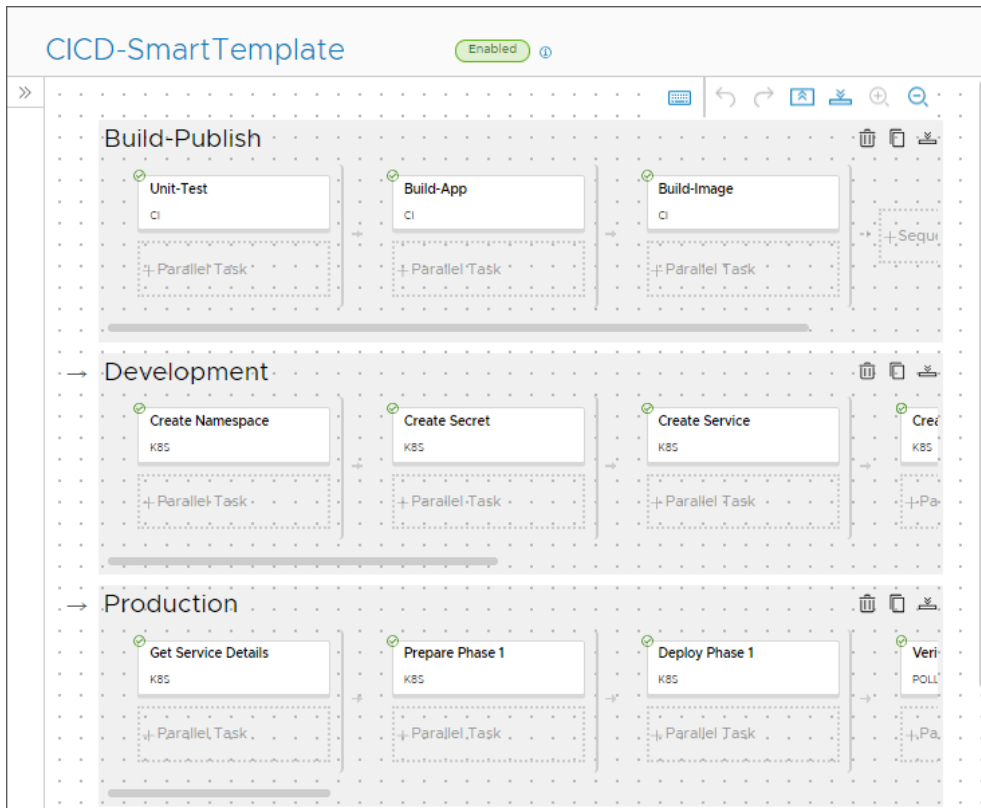 CICD-SmartTemplate
Enabled
Build-Publish
Unit-Test
CI
Build-App
CI
Build-Image
CI
+Parallel Task
+Parallel Task
+Parallel Task
Development
Create Namespace
K8S
Create Secret
K8S
Create Service
K8S
K8S
+Parallel Task
+Parallel Task
+Parallel Task
Production
Get Service Details
K8S
Prepare Phase 1
K8S
Deploy Phase 1
K8S
+Parallel Task
+Parallel Task
+Parallel Task